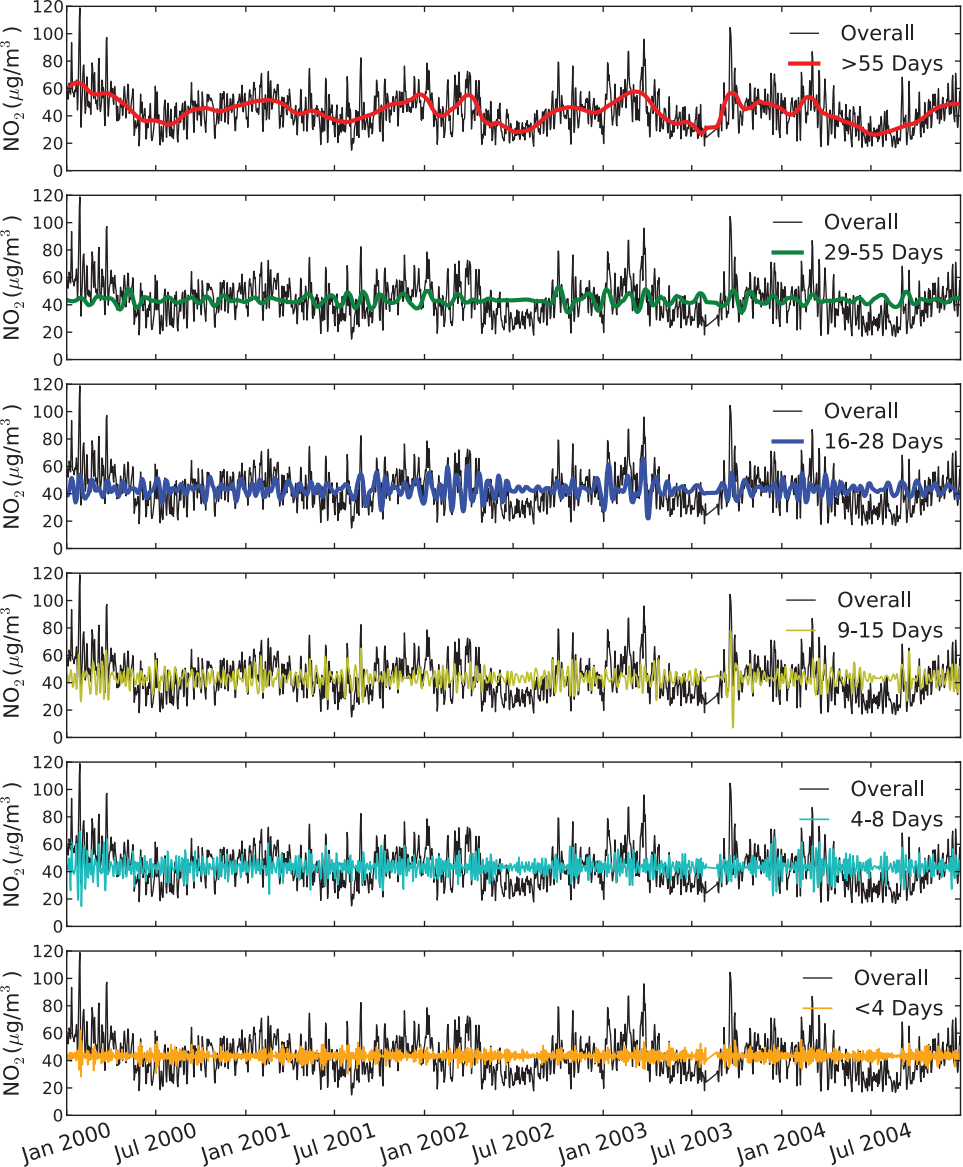 120
100
80
60
40
20
0
NO₂ (μg/m³ )
Overall
>55 Days
120
100
80
60
40
20
0
NO₂ (μg/m³ )
Overall
29-55 Days
120
100
80
60
40
20
0
NO₂ (μg/m³ )
Overall
16-28 Days
120
100
80
60
40
20
0
NO₂ (μg/m³ )
Overall
9-15 Days
120
100
80
60
40
20
0
NO₂ (μg/m³ )
Overall
4-8 Days
120
100
80
60
40
20
0
NO₂ (μg/m³ )
Overall
<4 Days
Jan 2000 Jul 2000 Jan 2001 Jul 2001 Jan 2002 Jul 2002 Jan 2003 Jul 2003 Jan 2004 Jul 2004